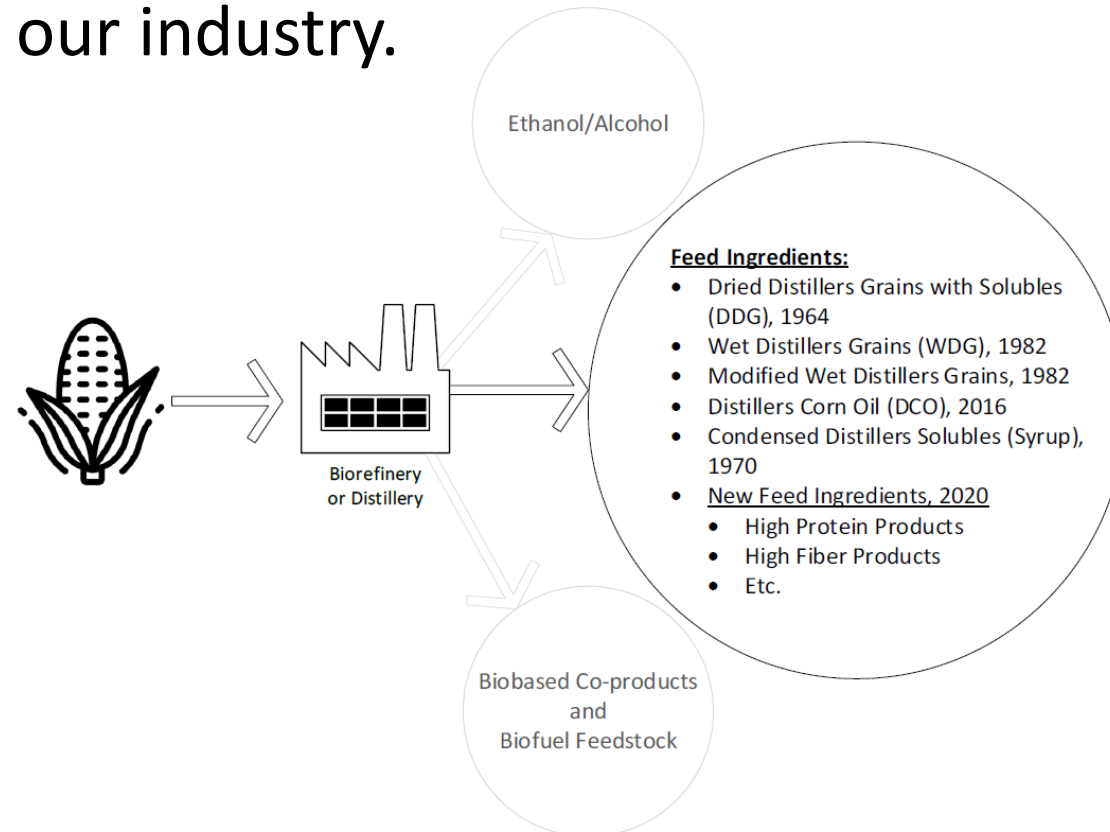 our industry.
Ethanol/Alcohol
Feed Ingredients:
• Dried Distillers Grains with Solubles
(DDG), 1964
• Wet Distillers Grains (WDG), 1982
• Modified Wet Distillers Grains, 1982
• Distillers Corn Oil (DCO), 2016
• Condensed Distillers Solubles (Syrup),
1970
• New Feed Ingredients, 2020
• High Protein Products
• High Fiber Products
• Etc.
Biorefinery
or Distillery
Biobased Co-products
and
Biofuel Feedstock